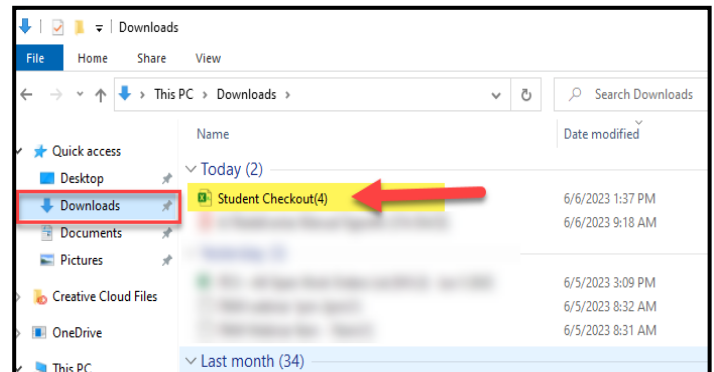 Downloads
File Home Share View
This PC > Downloads >
Search Downloads
Name Date modified
Quick access
Today (2)
Desktop
Student Checkout(4) 6/6/2023 1:37 PM
Downloads
6/6/2023 9:18 AM
Documents
Pictures
6/5/2023 3:09 PM
Creative Cloud Files
6/5/2023 8:32 AM
OneDrive
6/5/2023 8:31 AM
This PC
Last month (34)